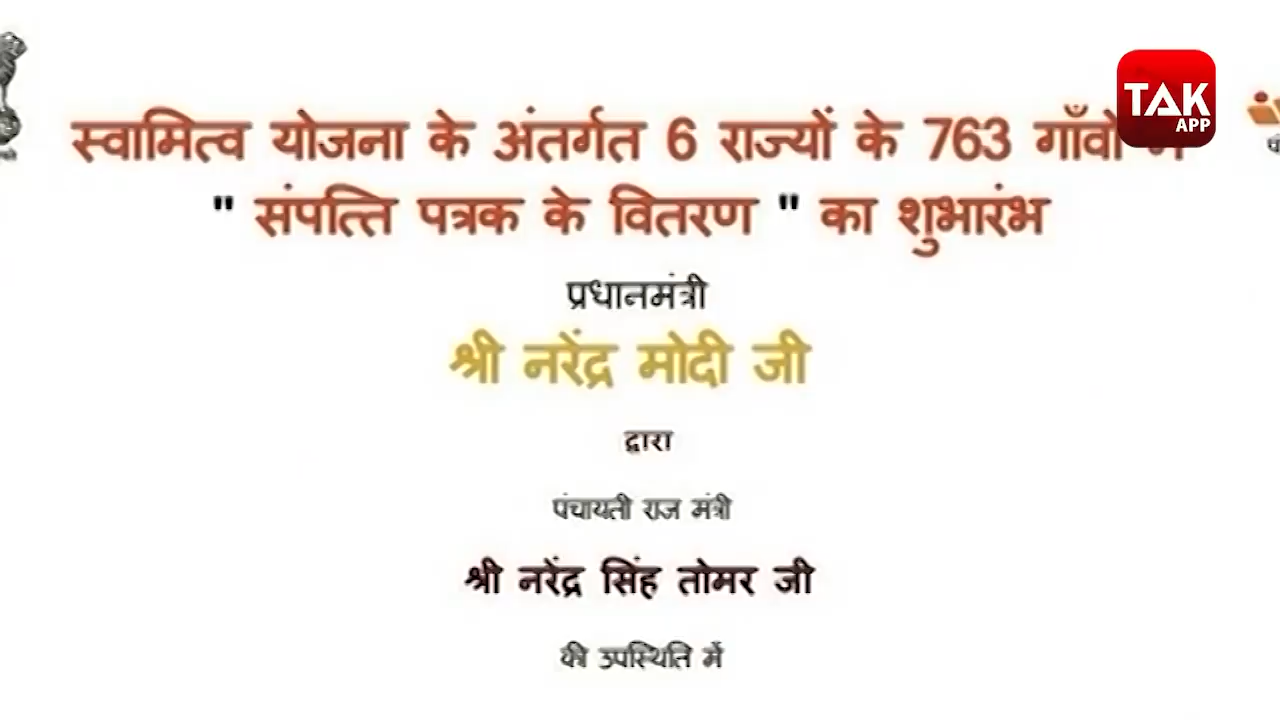 स्वामित्व योजना के अंतर्गत 6 राज्यों के 763 गाँवों
" संपत्ति पत्रक के वितरण " का शुभारंभ
प्रधानमंत्री
श्री नरेंद्र मोदी जी
द्वारा
पंचायती राज मंत्री
श्री नरेंद्र सिंह तोमर जी
की उपस्थिति में
TAK
APP